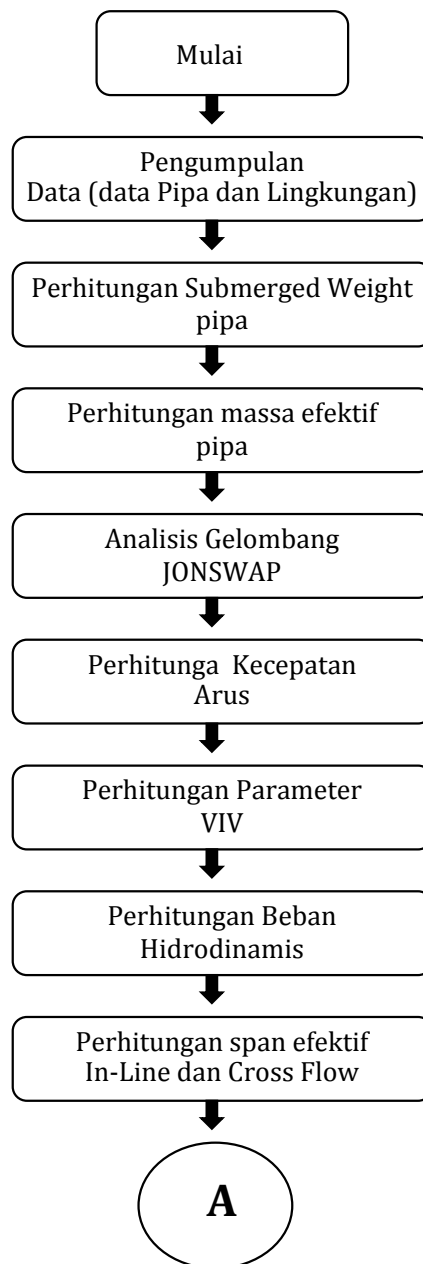 Mulai
Pengumpulan
Data (data Pipa dan Lingkungan)
Perhitungan Submerged Weight
pipa
Perhitungan massa efektif
pipa
Analisis Gelombang
JONSWAP
Perhitunga Kecepatan
Arus
Perhitungan Parameter
VIV
Perhitungan Beban
Hidrodinamis
Perhitungan span efektif
In-Line dan Cross Flow
A